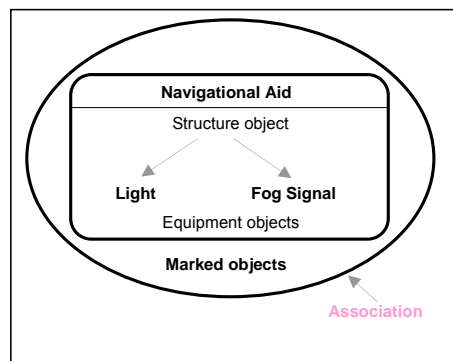 Navigational Aid
Structure object
Light Fog Signal
Equipment objects
Marked objects
Association